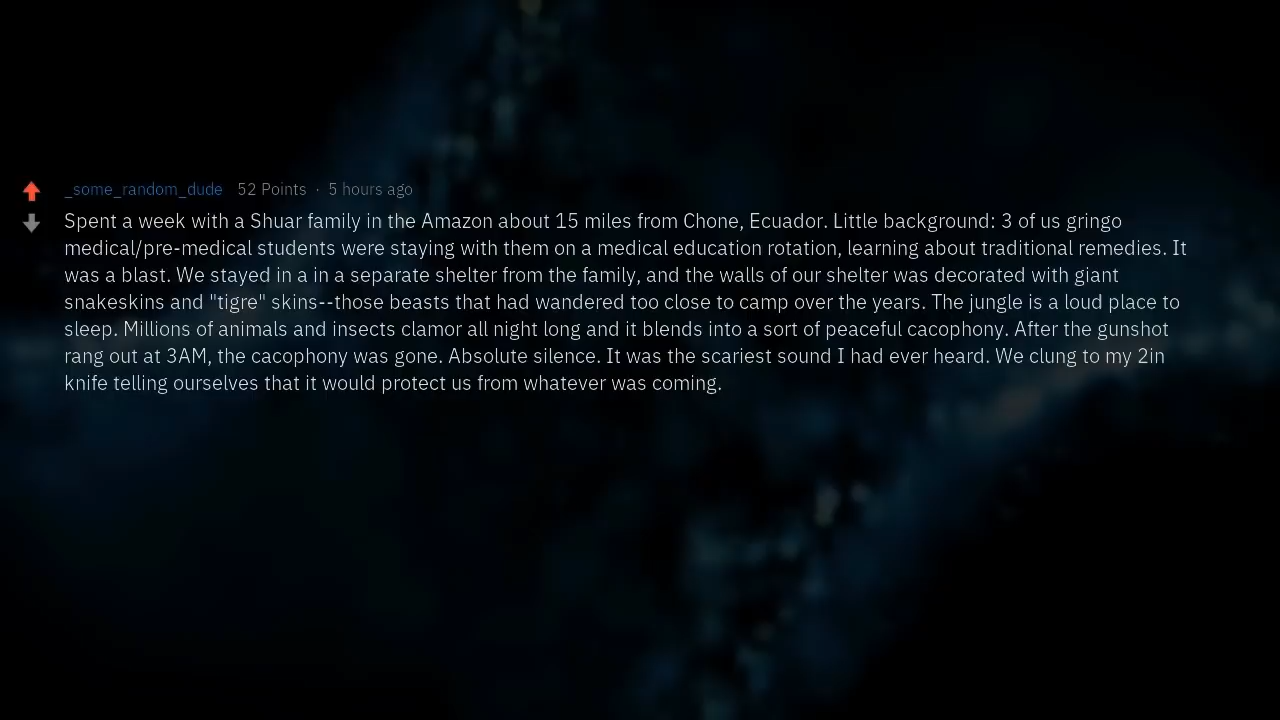 _some_random_dude 52 Points · 5 hours ago
Spent a week with a Shuar family in the Amazon about 15 miles from Chone, Ecuador. Little background: 3 of us gringo
medical/pre-medical students were staying with them on a medical education rotation, learning about traditional remedies. It
was a blast. We stayed in a in a separate shelter from the family, and the walls of our shelter was decorated with giant
snakeskins and "tigre" skins--those beasts that had wandered too close to camp over the years. The jungle is a loud place to
sleep. Millions of animals and insects clamor all night long and it blends into a sort of peaceful cacophony. After the gunshot
rang out at 3AM, the cacophony was gone. Absolute silence. It was the scariest sound I had ever heard. We clung to my 2in
knife telling ourselves that it would protect us from whatever was coming.